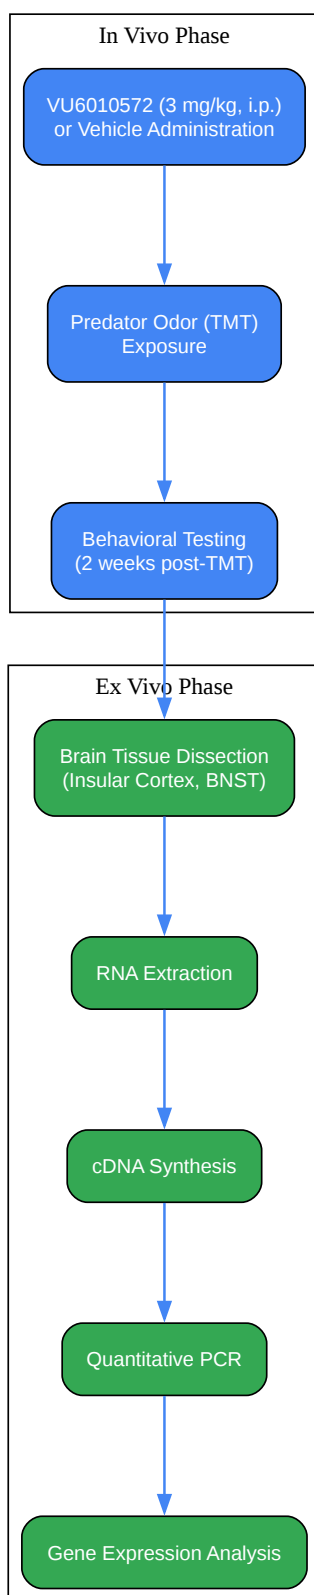 In Vivo Phase
VU6010572 (3 mg/kg, i.p.)
or Vehicle Administration
Predator Odor (TMT)
Exposure
Behavioral Testing
(2 weeks post-TMT)
Ex Vivo Phase
Brain Tissue Dissection
(Insular Cortex, BNST)
RNA Extraction
cDNA Synthesis
Quantitative PCR
Gene Expression Analysis